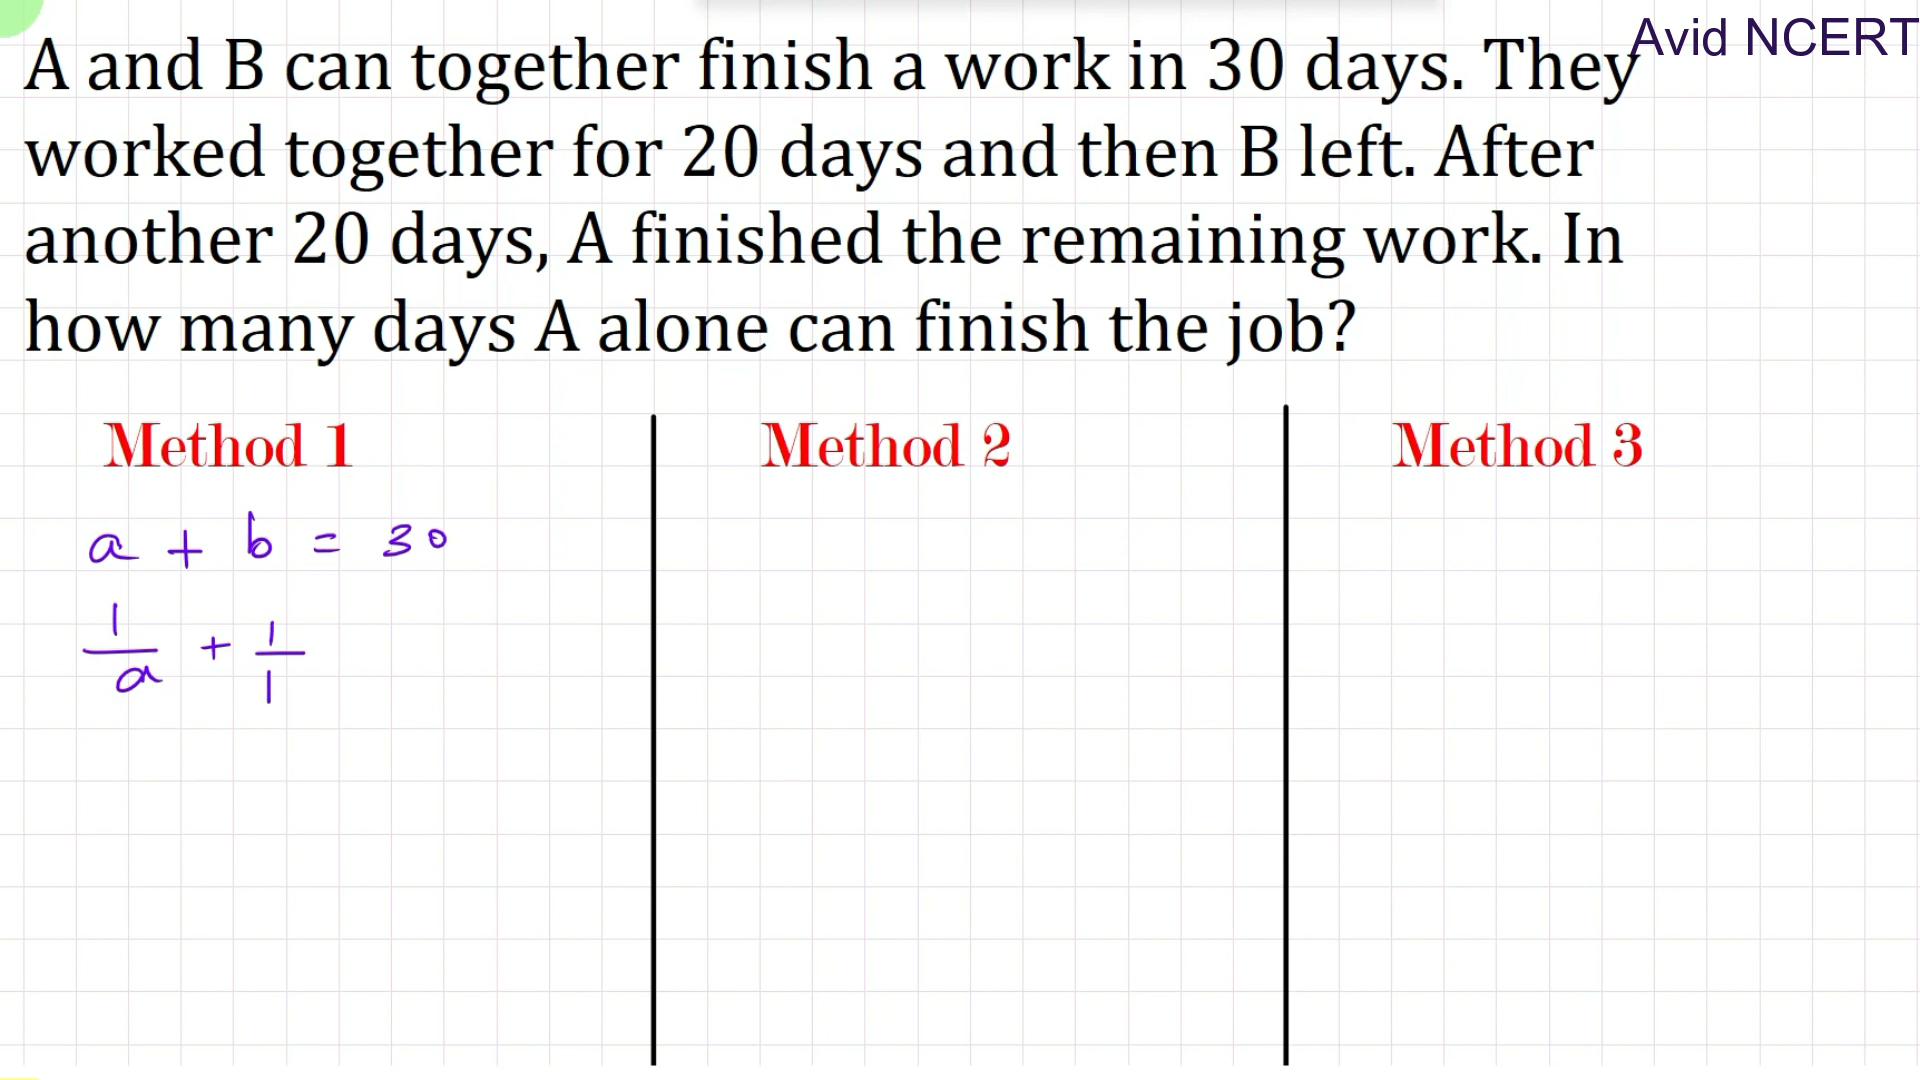 Avid NCERT
A and B can together finish a work in 30 days. They
worked together for 20 days and then B left. After
another 20 days, A finished the remaining work. In
how many days A alone can finish the job?
Method 1 Method 2 Method 3
a + b = 30
1/a + 1/1